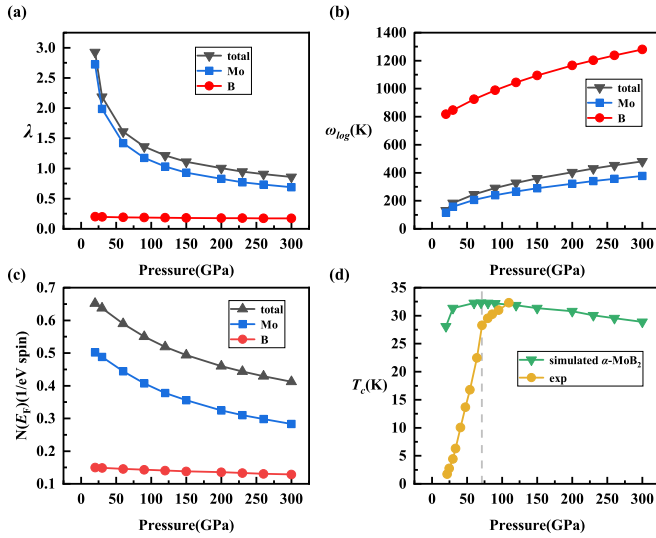 (a)
3.0
2.5
2.0
1.5
1.0
0.5
0.0
λ
total
Mo
B
0 50 100 150 200 250 300
Pressure(GPa)
(b)
1400
1200
1000
800
600
400
200
0
ωlog(K)
total
Mo
B
0 50 100 150 200 250 300
Pressure(GPa)
(c)
0.7
0.6
0.5
0.4
0.3
0.2
0.1
N(EF)(1/eV spin)
total
Mo
B
0 50 100 150 200 250 300
Pressure(GPa)
(d)
35
30
25
20
15
10
5
0
Tc(K)
simulated α-MoB2
exp
0 50 100 150 200 250 300
Pressure(GPa)